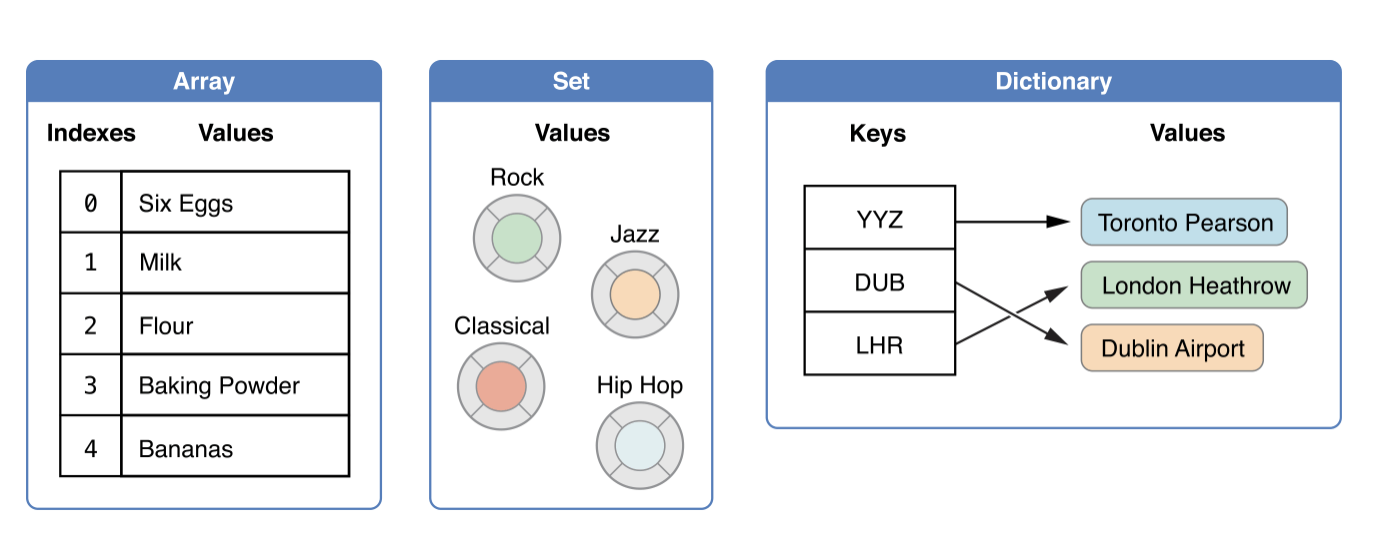 Array
Indexes Values
0 Six Eggs
1 Milk
2 Flour
3 Baking Powder
4 Bananas
Set
Values
Rock
Jazz
Classical
Hip Hop
Dictionary
Keys Values
YYZ Toronto Pearson
DUB London Heathrow
LHR Dublin Airport